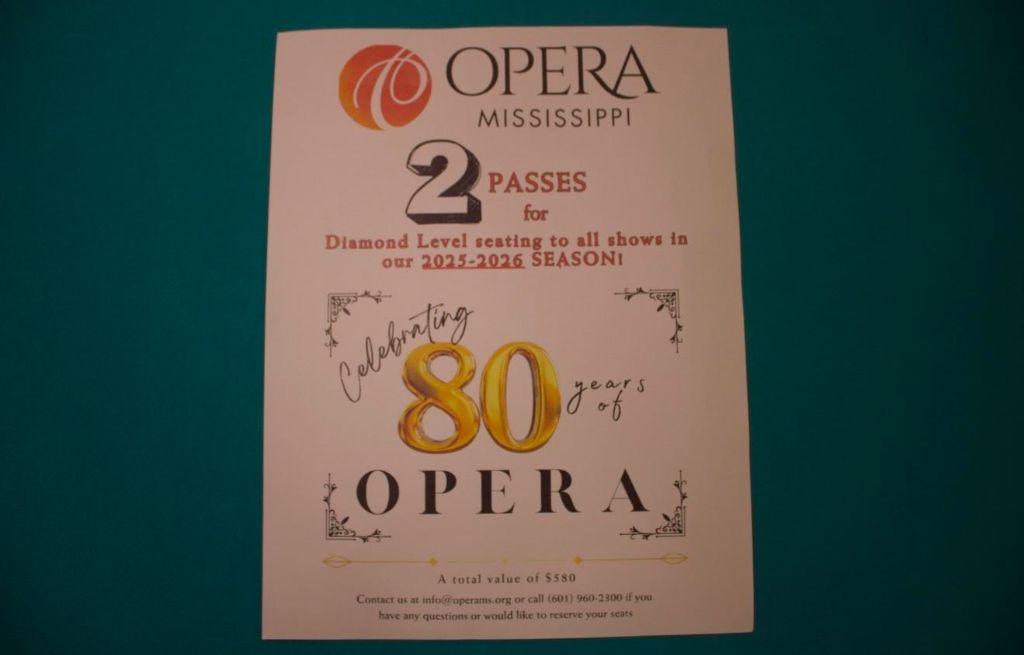 OPERA
MISSISSIPPI
2 PASSES
for
Diamond Level seating to all shows in
our 2025-2026 SEASON!
Celebrating
80
years
of
OPERA
A total value of $580
Contact us at info@operams.org or call (601) 960-2300 if you
have any questions or would like to reserve your seats